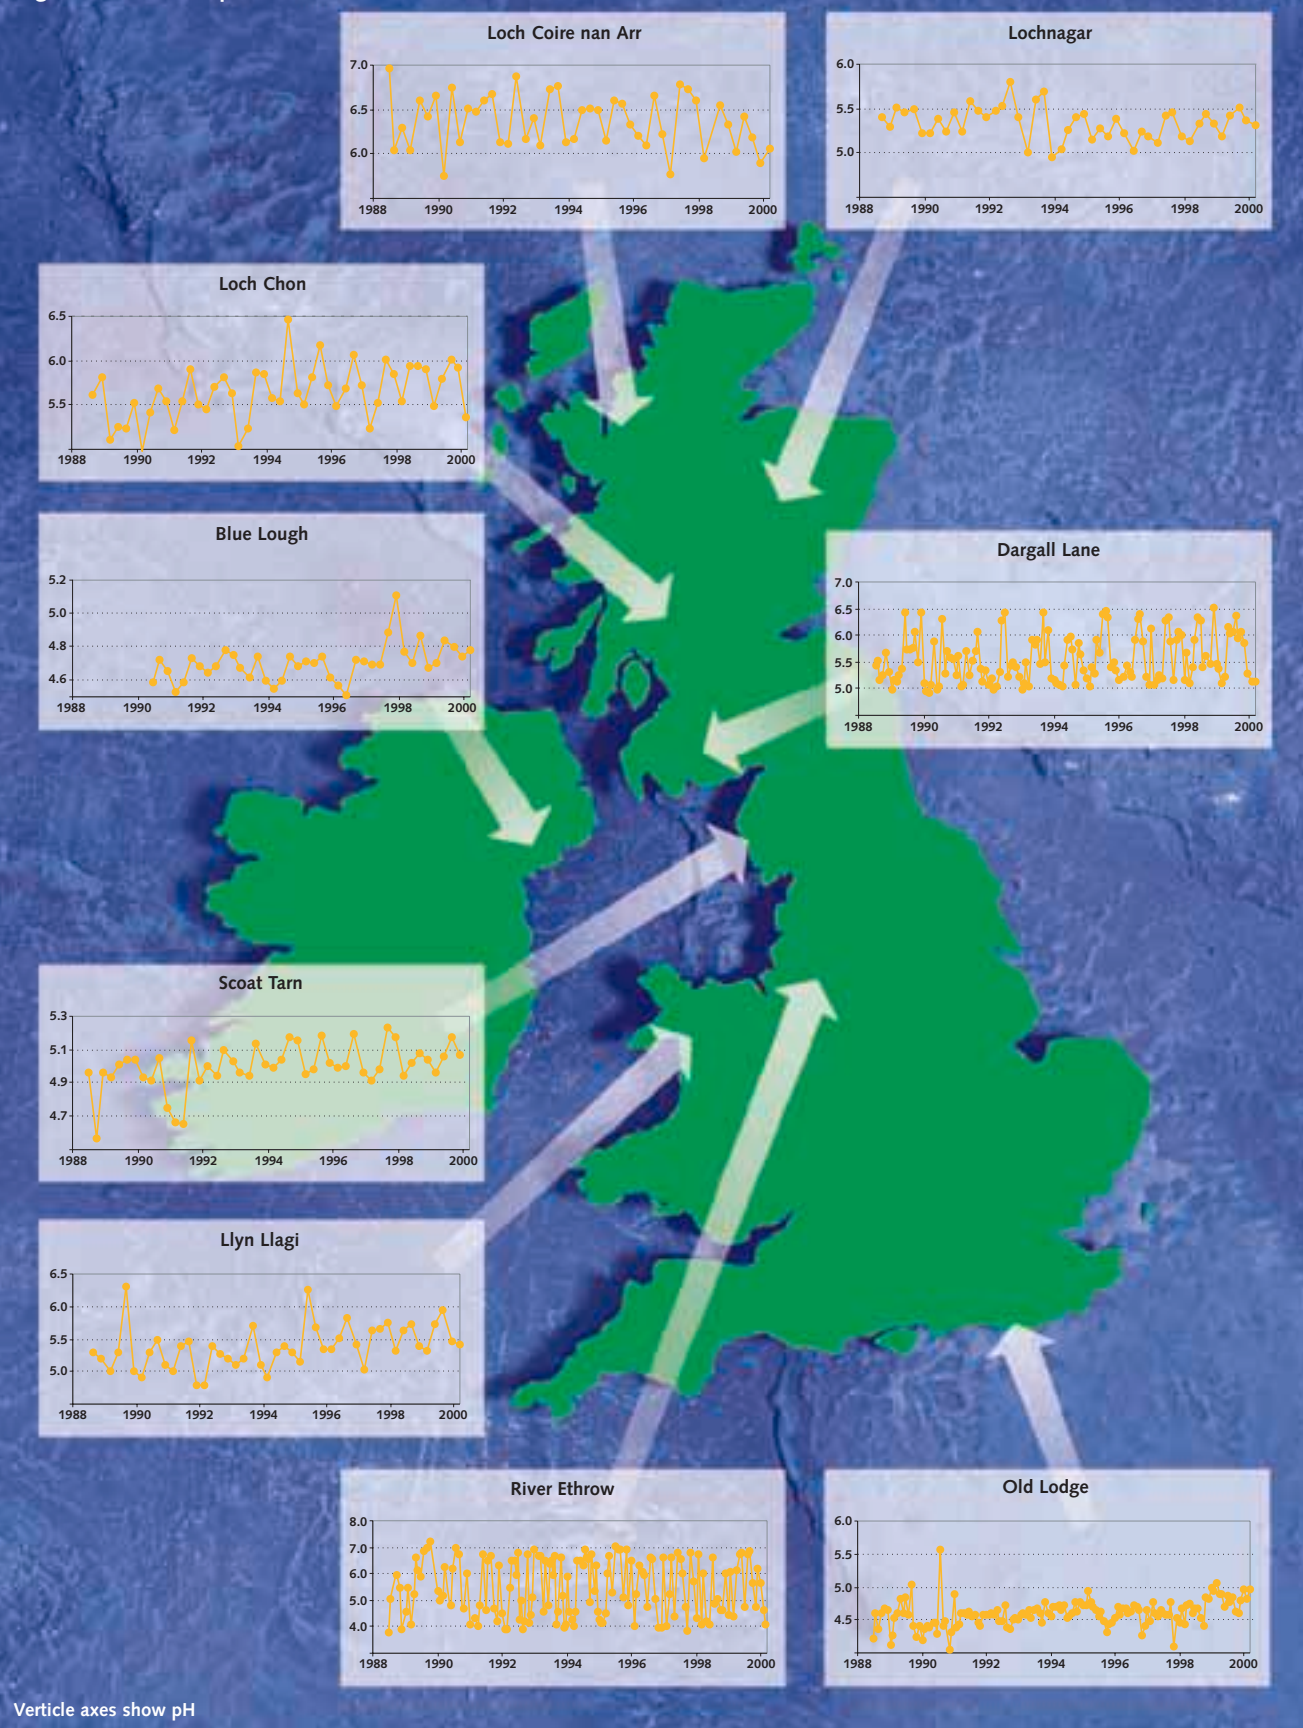 Loch Coire nan Arr
7.0
6.5
6.0
1988 1990 1992 1994 1996 1998 2000
Lochnagar
6.0
5.5
5.0
1988 1990 1992 1994 1996 1998 2000
Loch Chon
6.5
6.0
5.5
1988 1990 1992 1994 1996 1998 2000
Blue Lough
5.2
5.0
4.8
4.6
1988 1990 1992 1994 1996 1998 2000
Dargall Lane
7.0
6.5
6.0
5.5
5.0
1988 1990 1992 1994 1996 1998 2000
Scoat Tarn
5.3
5.1
4.9
4.7
1988 1990 1992 1994 1996 1998 2000
Llyn Llagi
6.5
6.0
5.5
5.0
1988 1990 1992 1994 1996 1998 2000
River Ethrow
8.0
7.0
6.0
5.0
4.0
1988 1990 1992 1994 1996 1998 2000
Old Lodge
6.0
5.5
5.0
4.5
1988 1990 1992 1994 1996 1998 2000
Verticle axes show pH